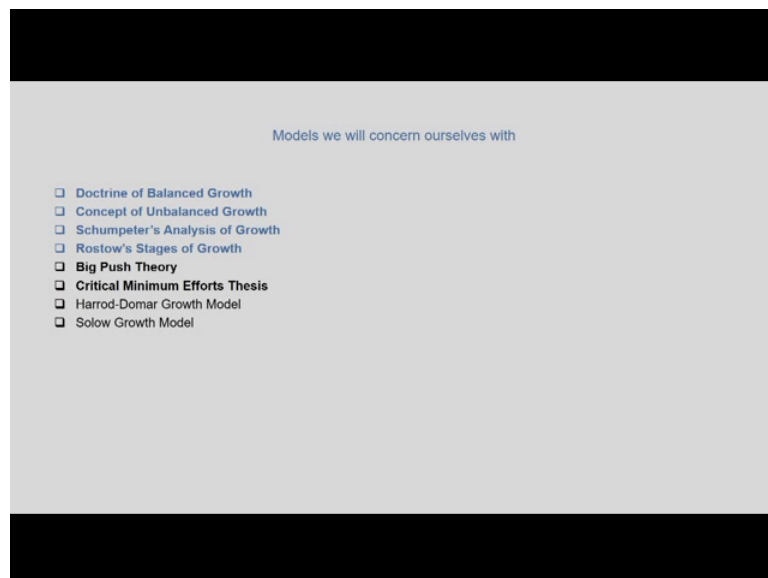 Models we will concern ourselves with
❑ Doctrine of Balanced Growth
❑ Concept of Unbalanced Growth
❑ Schumpeter's Analysis of Growth
❑ Rostow's Stages of Growth
❑ Big Push Theory
❑ Critical Minimum Efforts Thesis
❑ Harrod-Domar Growth Model
❑ Solow Growth Model